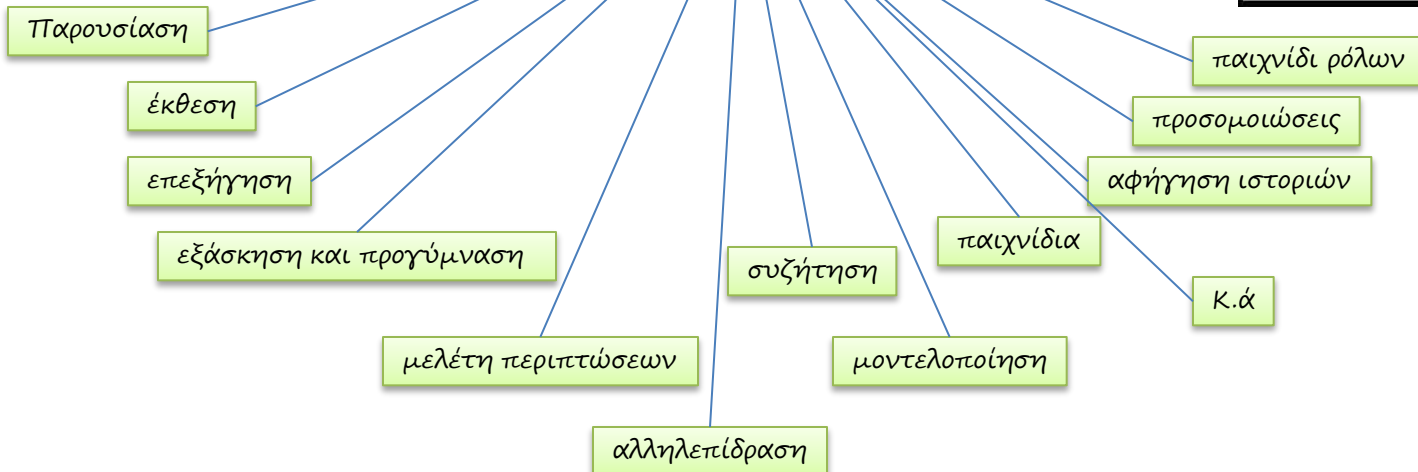 Παρουσίαση
παιχνίδι ρόλων
έκθεση
προσομοιώσεις
επεξήγηση
αφήγηση ιστοριών
εξάσκηση και προγύμναση
παιχνίδια
συζήτηση
Κ.ά
μελέτη περιπτώσεων
μοντελοποίηση
αλληλεπίδραση